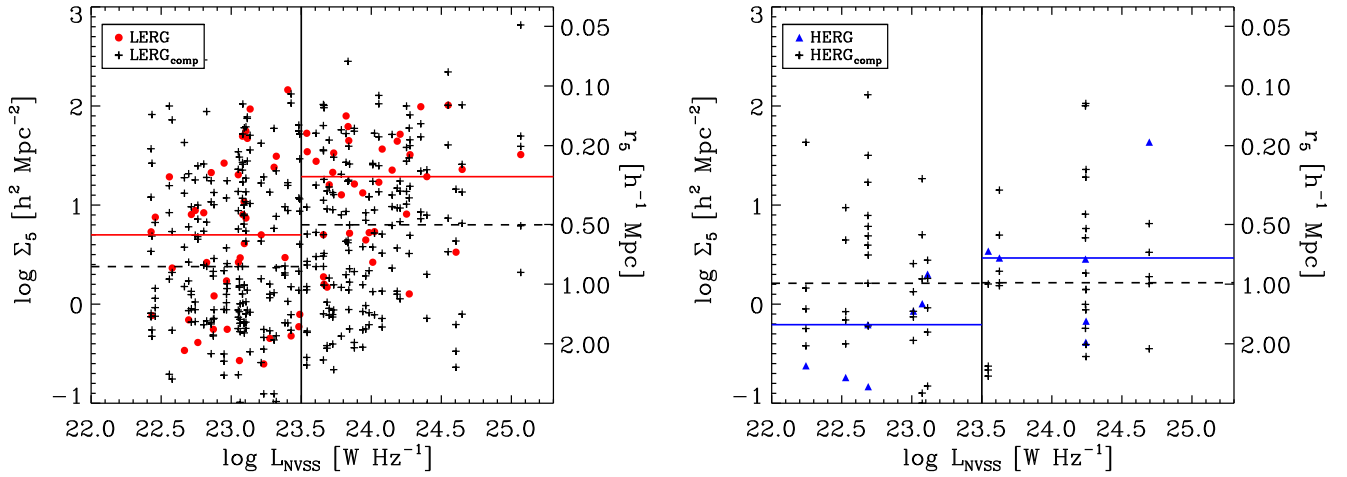 3
2
1
0
−1
log Σ5 [h² Mpc⁻²]
LERG
LERGcomp
0.05
0.10
0.20
0.50
1.00
2.00
r5 [h⁻¹ Mpc]
22.0 22.5 23.0 23.5 24.0 24.5 25.0
log LNVSS [W Hz⁻¹]
3
2
1
0
−1
log Σ5 [h² Mpc⁻²]
HERG
HERGcomp
0.05
0.10
0.20
0.50
1.00
2.00
r5 [h⁻¹ Mpc]
22.0 22.5 23.0 23.5 24.0 24.5 25.0
log LNVSS [W Hz⁻¹]